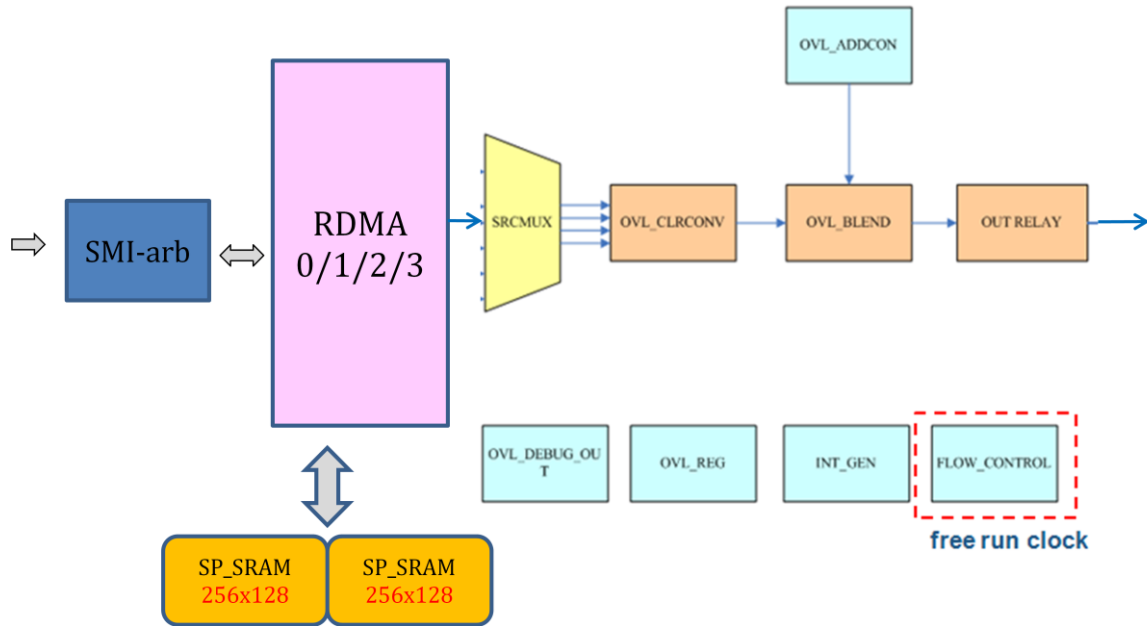 OVL_ADDCON
SMI-arb
RDMA
0/1/2/3
SRCMUX
OVL_CLRCONV
OVL_BLEND
OUT RELAY
OVL_DEBUG_OU
T
OVL_REG
INT_GEN
FLOW_CONTROL
free run clock
SP_SRAM
256x128
SP_SRAM
256x128